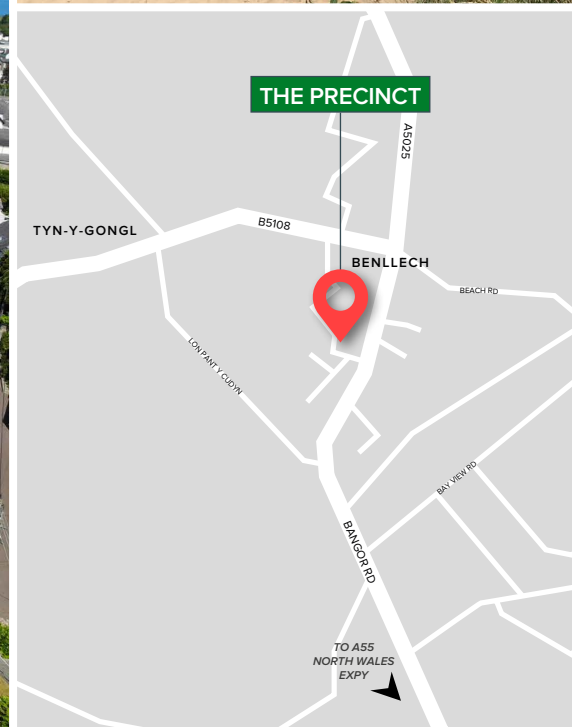 THE PRECINCT
A5025
B5108
TYN-Y-GONGL
BENLLECH
BEACH RD
LON PANT Y CUDYN
BAY VIEW RD
BANGOR RD
TO A55
NORTH WALES
EXPY